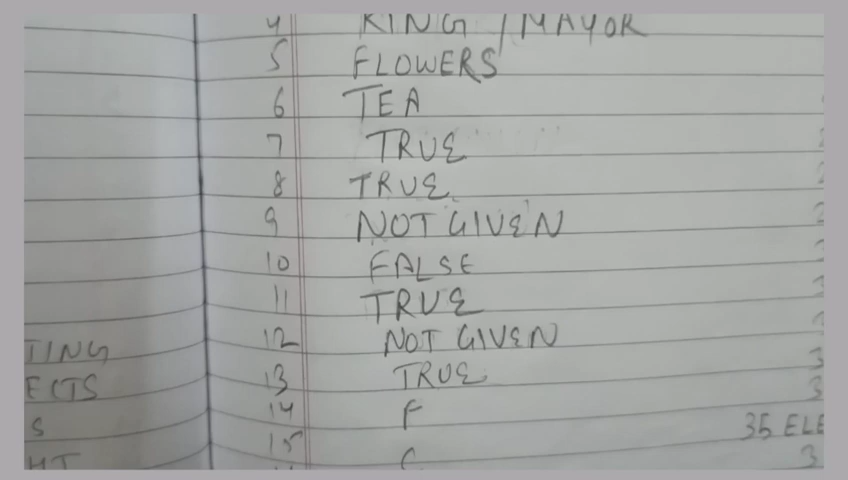 4 KING / MAYOR
5 FLOWERS
6 TEA
7 TRUE
8 TRUE
9 NOT GIVEN
10 FALSE
11 TRUE
12 NOT GIVEN
TING
13 TRUE
ECTS
14 F
S
35 ELE
15
HT